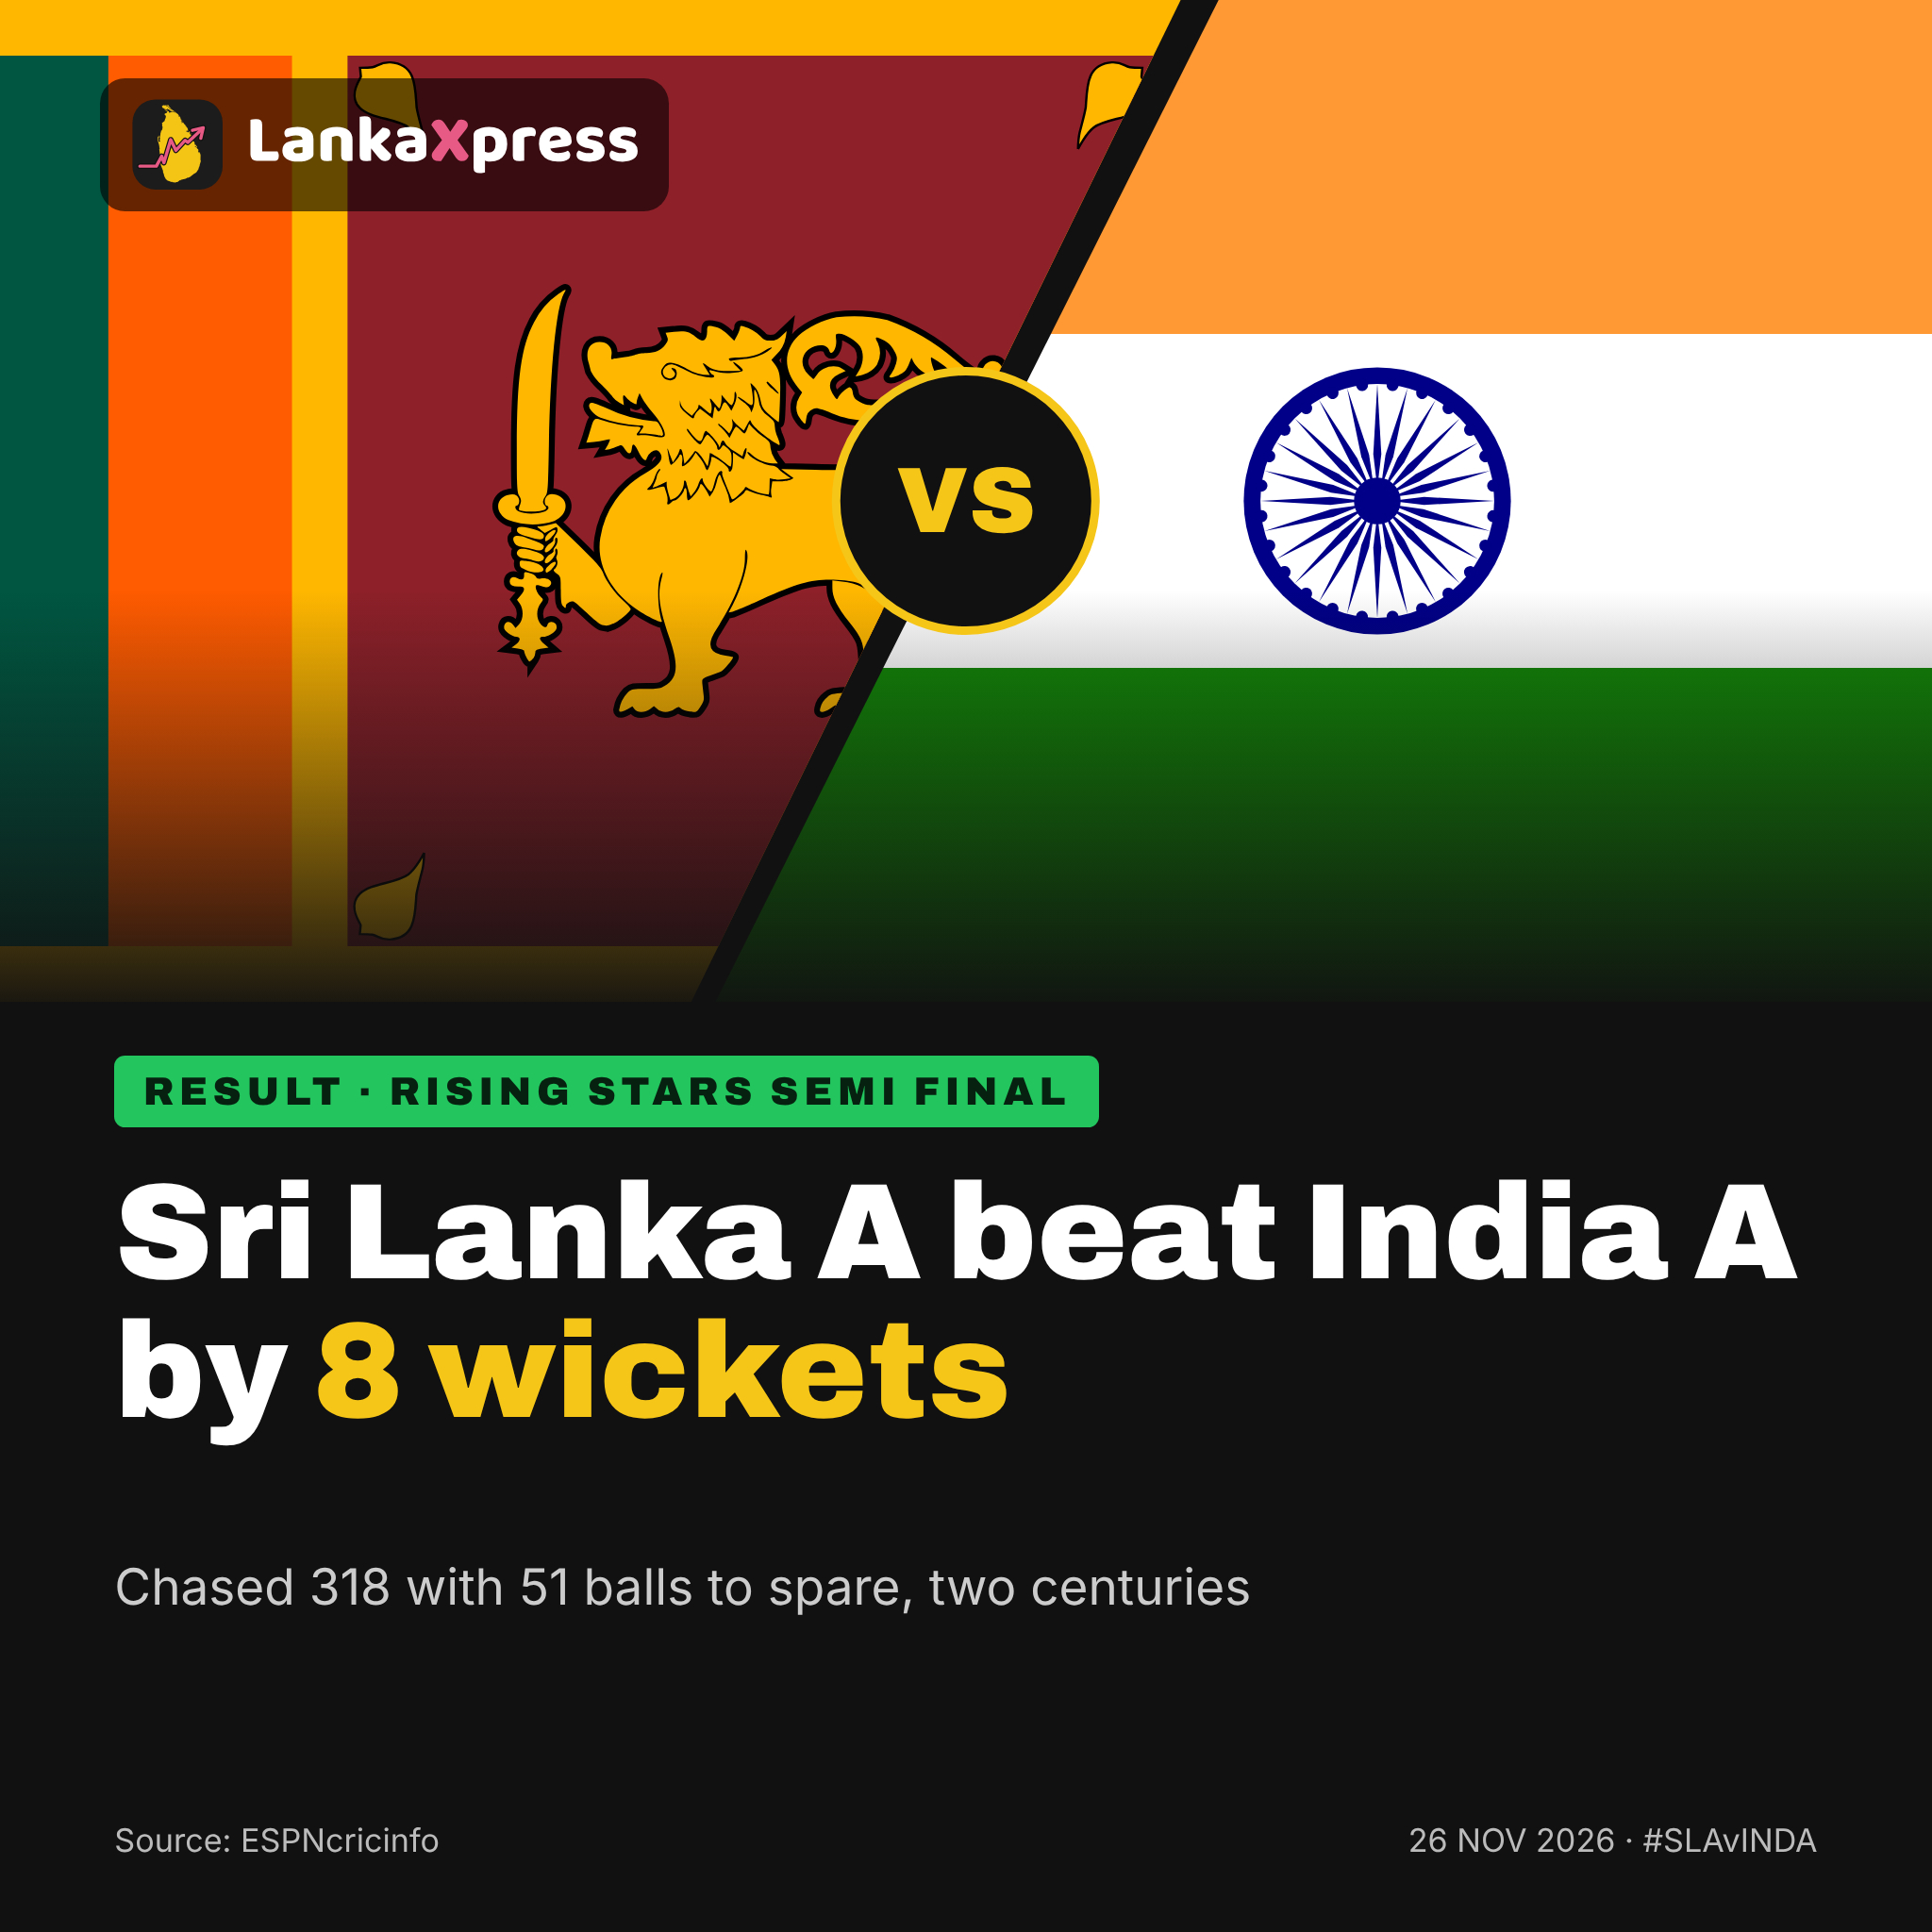 LankaXpress
vs
RESULT · RISING STARS SEMI FINAL
Sri Lanka A beat India A
by 8 wickets
Chased 318 with 51 balls to spare, two centuries
Source: ESPNcricinfo
26 NOV 2026 · #SLAvINDA